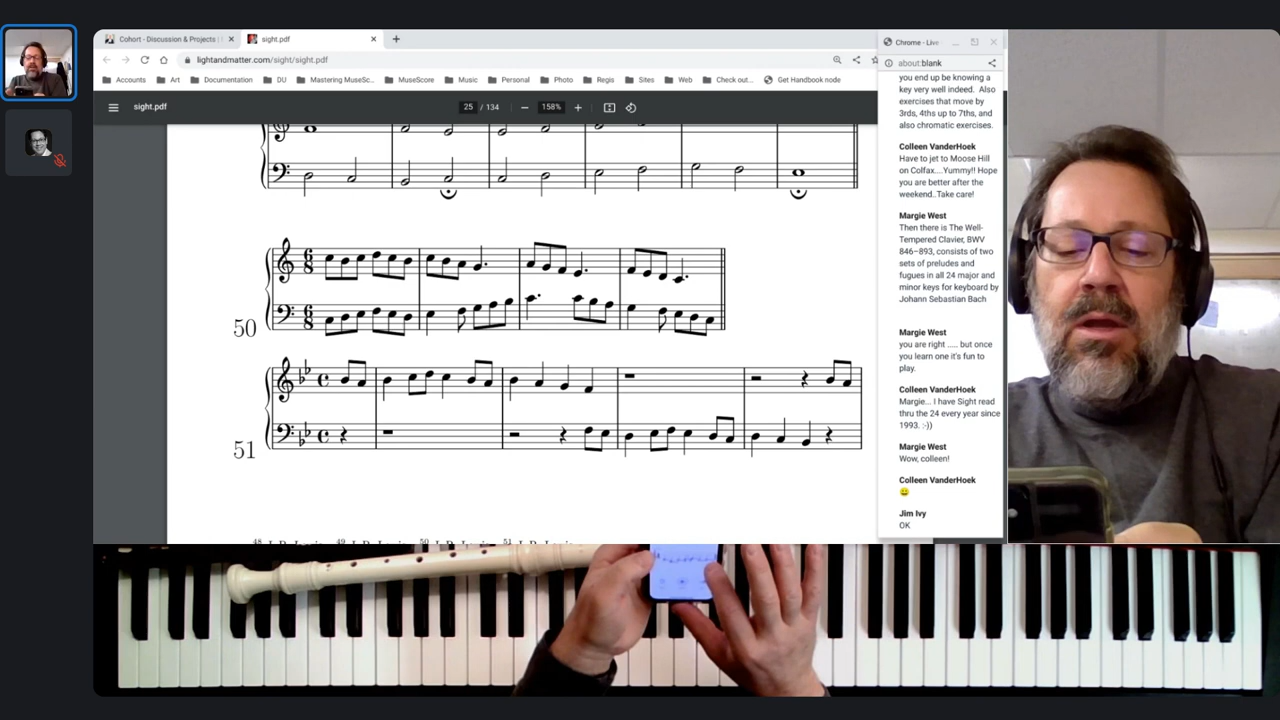 Cohort - Discussion & Projects |
sight.pdf
lightandmatter.com/sight/sight.pdf
Accounts
Art
Documentation
DU
Mastering MuseSc...
MuseScore
Music
Personal
Photo
Regis
Sites
Web
Check out...
Get Handbook node
sight.pdf
25 / 134
158%
50
51
Chrome - Live
about:blank
you end up be knowing a
key very well indeed. Also
exercises that move by
3rds, 4ths up to 7ths, and
also chromatic exercises.
Colleen VanderHoek
Have to jet to Moose Hill
on Colfax....Yummy!! Hope
you are better after the
weekend..Take care!
Margie West
Then there is The Well-
Tempered Clavier, BWV
846–893, consists of two
sets of preludes and
fugues in all 24 major and
minor keys for keyboard by
Johann Sebastian Bach
Margie West
you are right ..... but once
you learn one it's fun to
play.
Colleen VanderHoek
Margie... I have Sight read
thru the 24 every year since
1993. :-))
Margie West
Wow, colleen!
Colleen VanderHoek
😀
Jim Ivy
OK